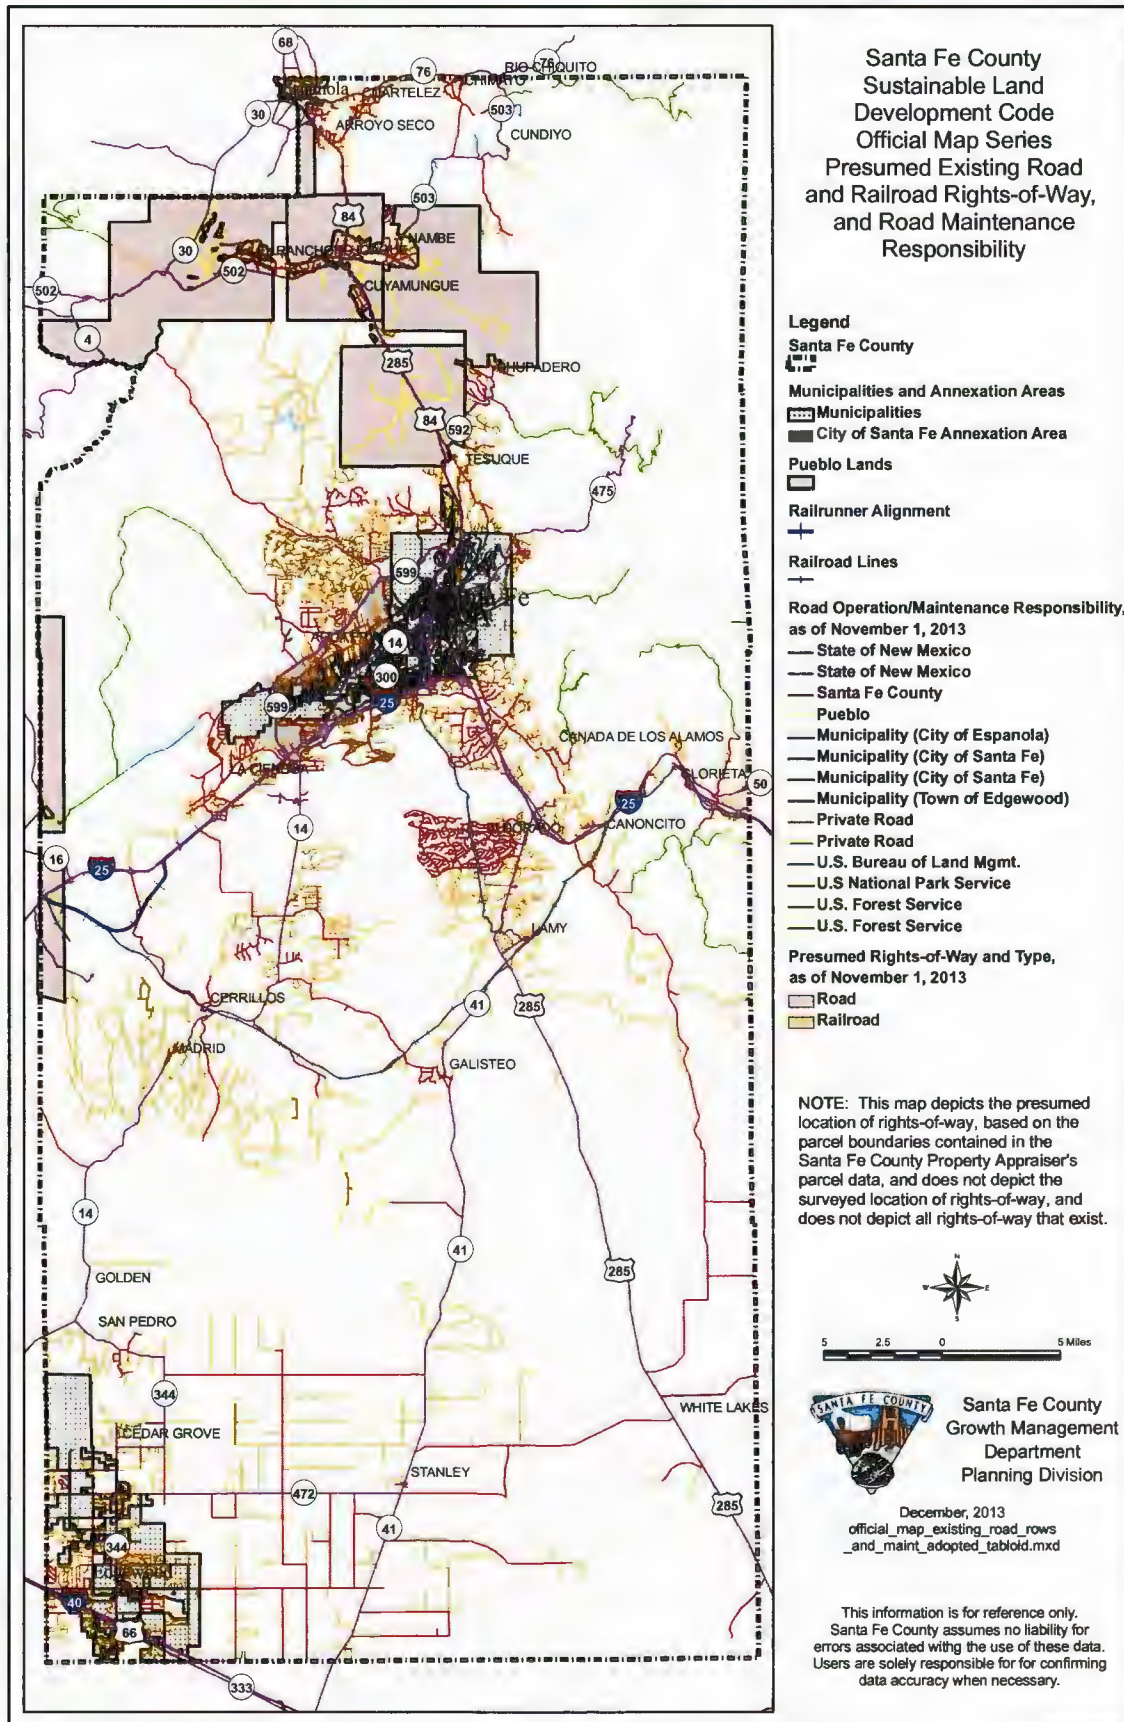 Santa Fe County
Sustainable Land
Development Code
Official Map Series
Presumed Existing Road
and Railroad Rights-of-Way,
and Road Maintenance
Responsibility
Legend
Santa Fe County
Municipalities and Annexation Areas
Municipalities
City of Santa Fe Annexation Area
Pueblo Lands
Railrunner Alignment
Railroad Lines
Road Operation/Maintenance Responsibility,
as of November 1, 2013
State of New Mexico
State of New Mexico
Santa Fe County
Pueblo
Municipality (City of Espanola)
Municipality (City of Santa Fe)
Municipality (City of Santa Fe)
Municipality (Town of Edgewood)
Private Road
Private Road
U.S. Bureau of Land Mgmt.
U.S National Park Service
U.S. Forest Service
U.S. Forest Service
Presumed Rights-of-Way and Type,
as of November 1, 2013
Road
Railroad
NOTE: This map depicts the presumed
location of rights-of-way, based on the
parcel boundaries contained in the
Santa Fe County Property Appraiser's
parcel data, and does not depict the
surveyed location of rights-of-way, and
does not depict all rights-of-way that exist.
N
W E
S
5 2.5 0 5 Miles
SANTA FE COUNTY
Santa Fe County
Growth Management
Department
Planning Division
December, 2013
official_map_existing_road_rows
_and_maint_adopted_tabloid.mxd
This information is for reference only.
Santa Fe County assumes no liability for
errors associated withg the use of these data.
Users are solely responsible for for confirming
data accuracy when necessary.
68
76
RIO CHIQUITO
76
CHIMAYO
30
503
ARROYO SECO
CUNDIYO
503
84
NAMBE
30
502
502
CUYAMUNGUE
4
285
CHUPADERO
84
592
TESUQUE
475
599
Fe
14
300
599
25
CANADA DE LOS ALAMOS
LA CIENEGA
GLORIETA
50
25
14
CANONCITO
16
25
LAMY
CERRILLOS
41
285
MADRID
GALISTEO
14
41
285
GOLDEN
SAN PEDRO
344
WHITE LAKES
CEDAR GROVE
STANLEY
472
285
41
344
40
66
333